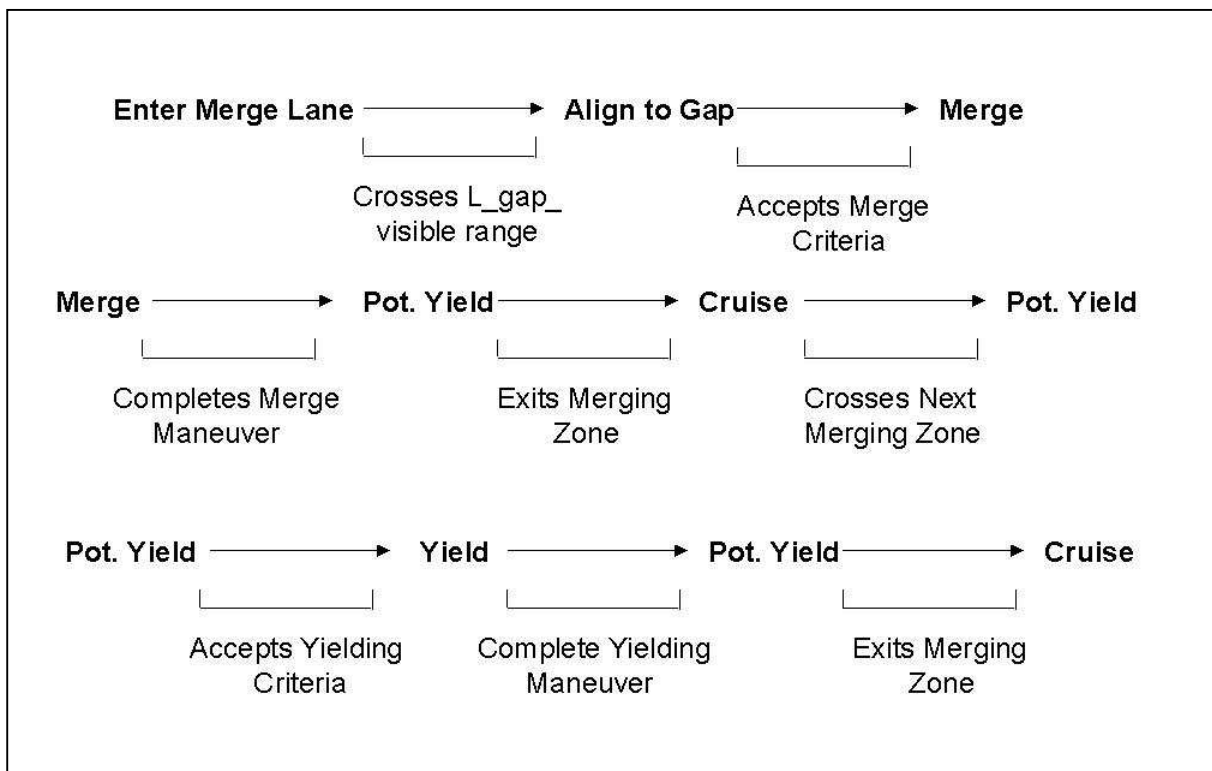 Enter Merge Lane Align to Gap Merge
Crosses L_gap_
visible range
Accepts Merge
Criteria
Merge Pot. Yield Cruise Pot. Yield
Completes Merge
Maneuver
Exits Merging
Zone
Crosses Next
Merging Zone
Pot. Yield Yield Pot. Yield Cruise
Accepts Yielding
Criteria
Complete Yielding
Maneuver
Exits Merging
Zone